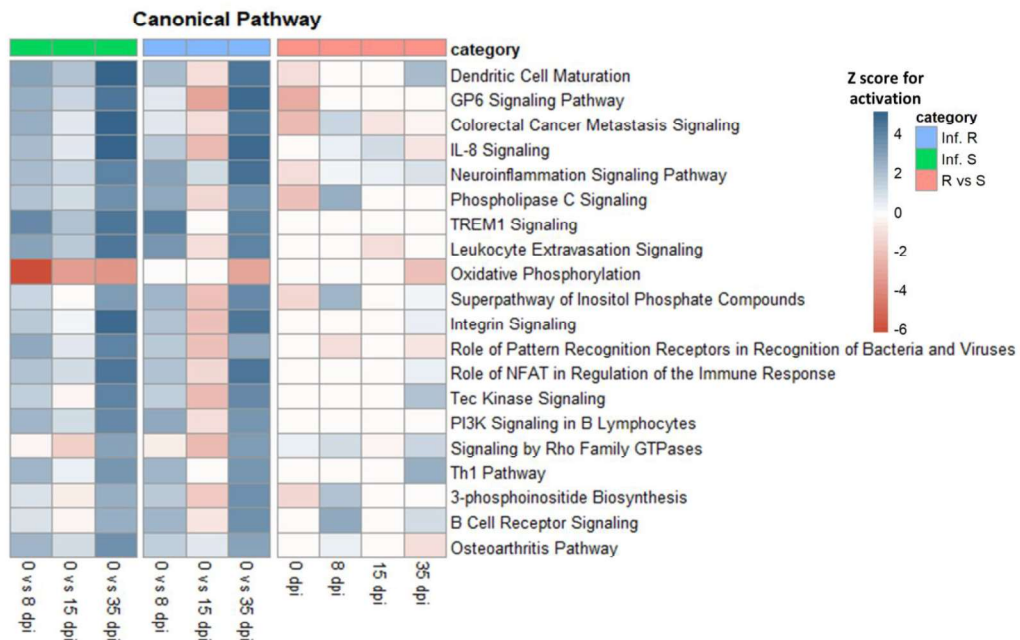 Canonical Pathway
category
Dendritic Cell Maturation
GP6 Signaling Pathway
Colorectal Cancer Metastasis Signaling
IL-8 Signaling
Neuroinflammation Signaling Pathway
Phospholipase C Signaling
TREM1 Signaling
Leukocyte Extravasation Signaling
Oxidative Phosphorylation
Superpathway of Inositol Phosphate Compounds
Integrin Signaling
Role of Pattern Recognition Receptors in Recognition of Bacteria and Viruses
Role of NFAT in Regulation of the Immune Response
Tec Kinase Signaling
PI3K Signaling in B Lymphocytes
Signaling by Rho Family GTPases
Th1 Pathway
3-phosphoinositide Biosynthesis
B Cell Receptor Signaling
Osteoarthritis Pathway
0 vs 8 dpi
0 vs 15 dpi
0 vs 35 dpi
0 vs 8 dpi
0 vs 15 dpi
0 vs 35 dpi
0 dpi
8 dpi
15 dpi
35 dpi
Z score for
activation
4
2
0
-2
-4
-6
category
Inf. R
Inf. S
R vs S